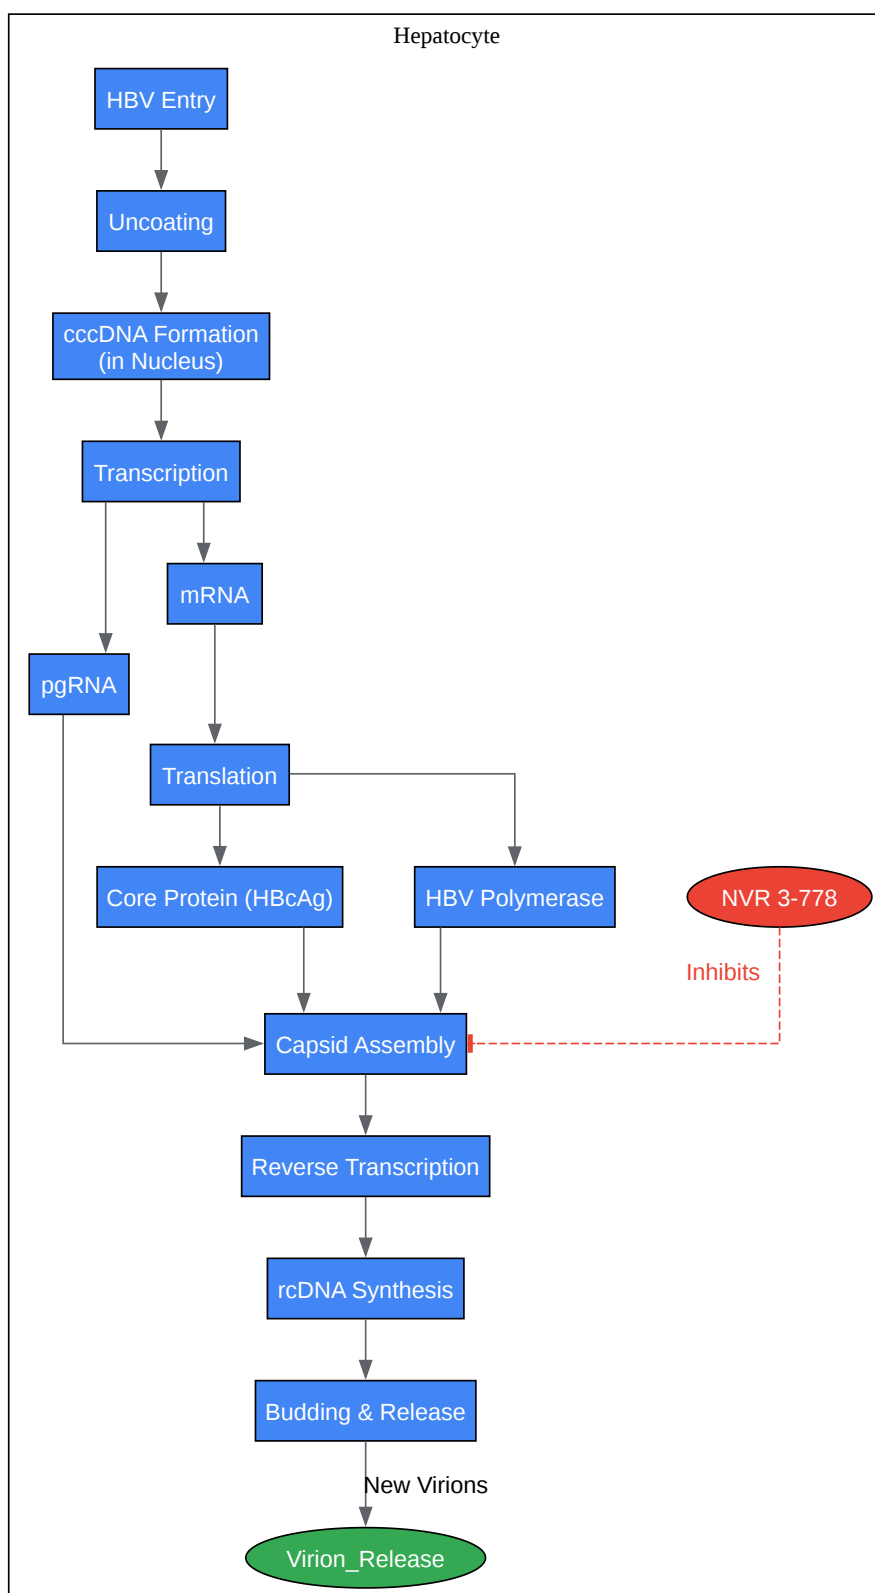 Hepatocyte
HBV Entry
Uncoating
cccDNA Formation
(in Nucleus)
Transcription
mRNA
pgRNA
Translation
Core Protein (HBcAg)
HBV Polymerase
NVR 3-778
Inhibits
Capsid Assembly
Reverse Transcription
rcDNA Synthesis
Budding & Release
New Virions
Virion_Release